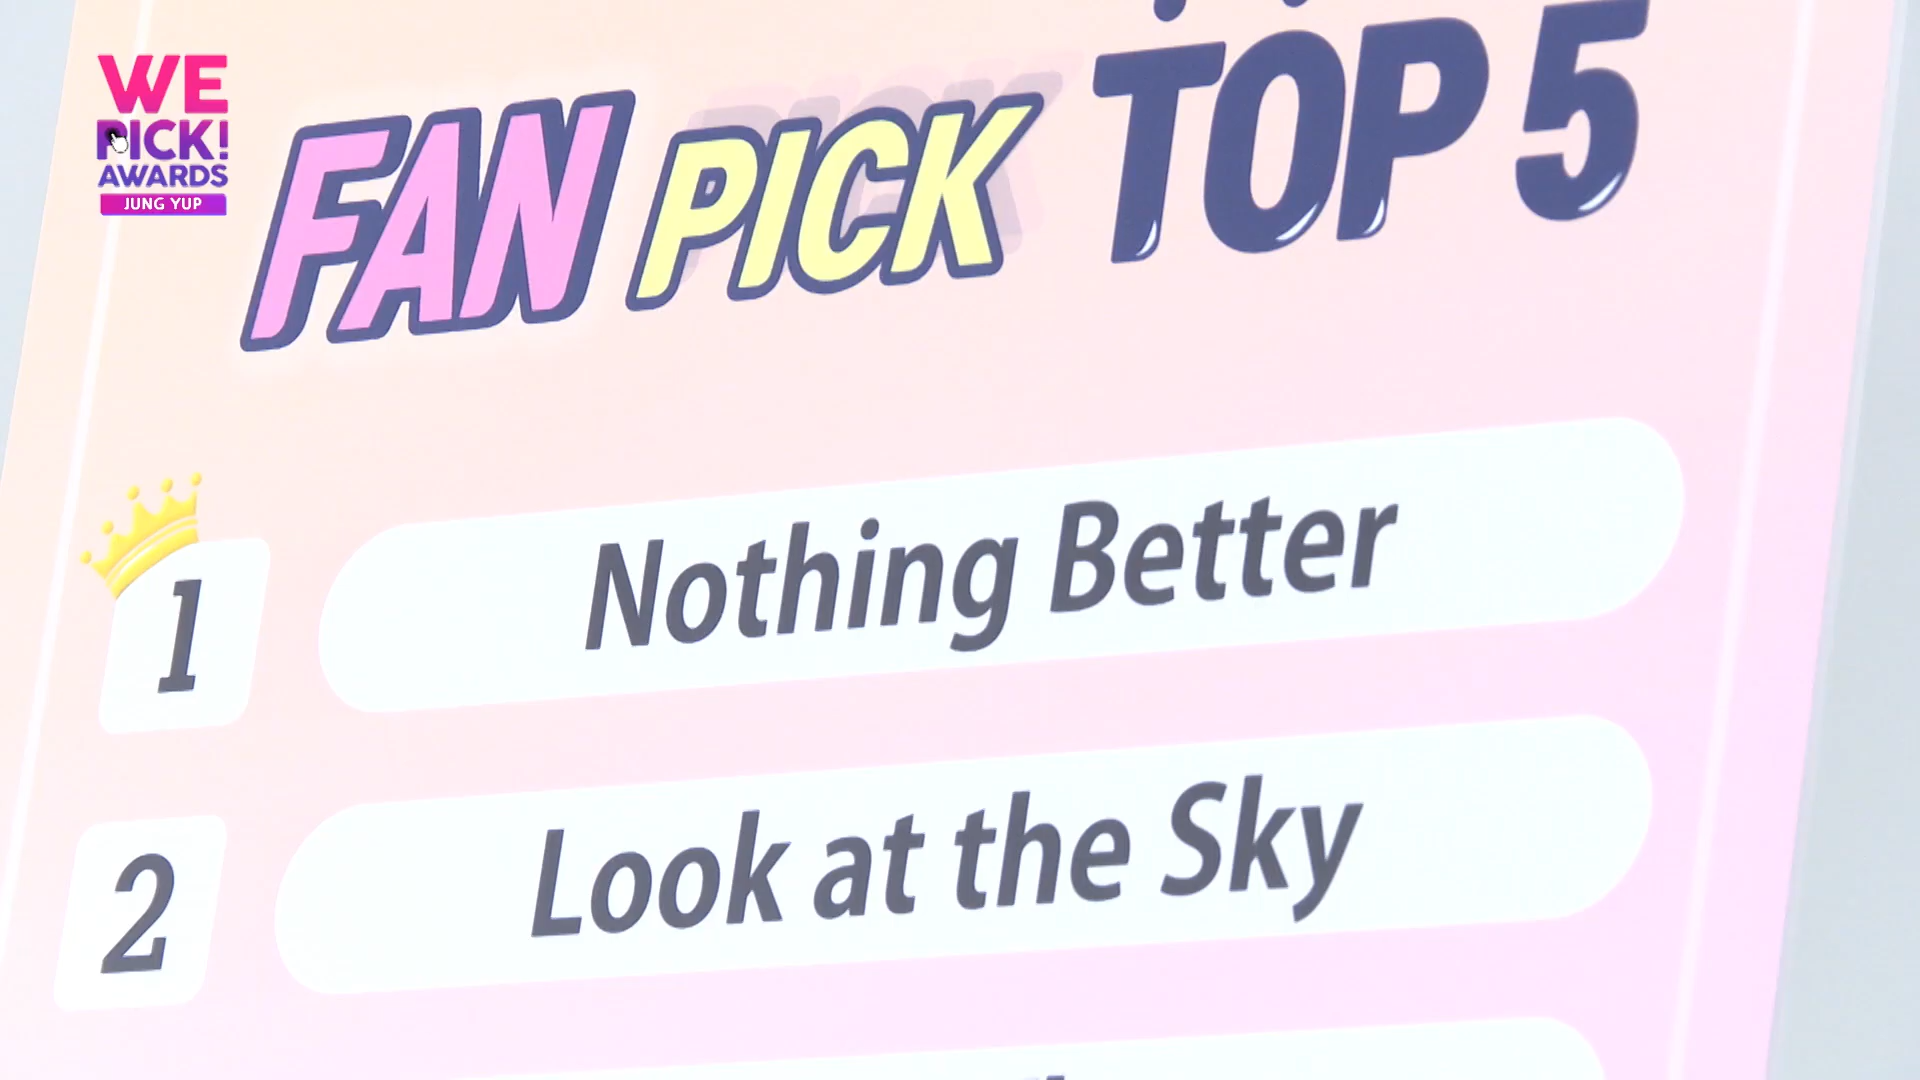 WE
PICK!
AWARDS
JUNG YUP
FAN PICK TOP 5
1 Nothing Better
2 Look at the Sky